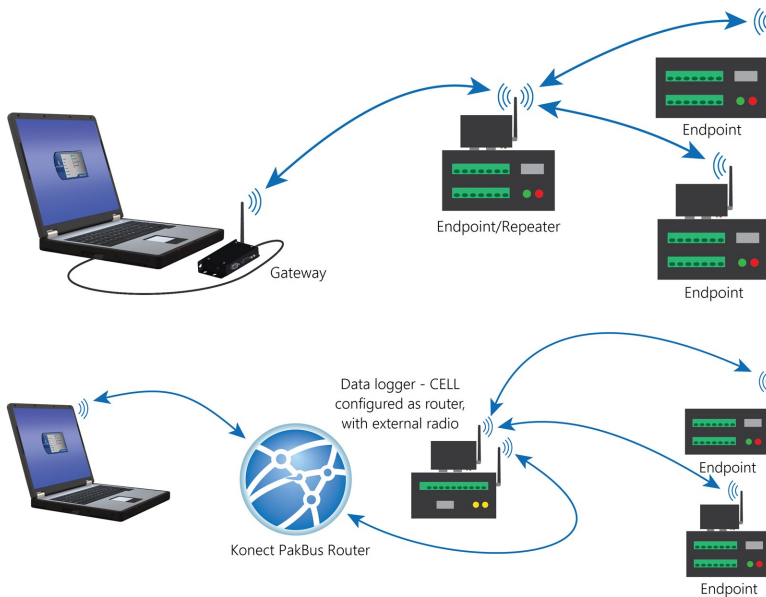 Endpoint
Endpoint/Repeater
Gateway
Endpoint
Data logger - CELL
configured as router,
with external radio
Endpoint
Konect PakBus Router
Endpoint